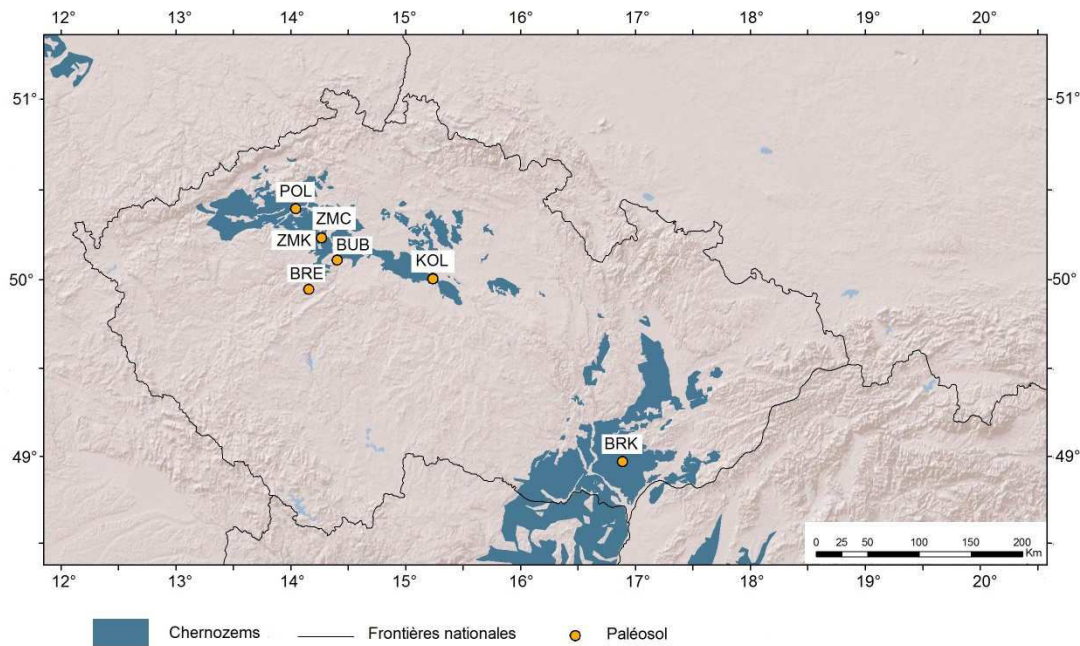 12° 13° 14° 15° 16° 17° 18° 19° 20°
51° 51°
POL
ZMC
ZMK BUB
KOL
BRE
50° 50°
BRK
49° 49°
0 25 50 100 150 200
Km
12° 13° 14° 15° 16° 17° 18° 19° 20°
Chernozems Frontières nationales Paléosol